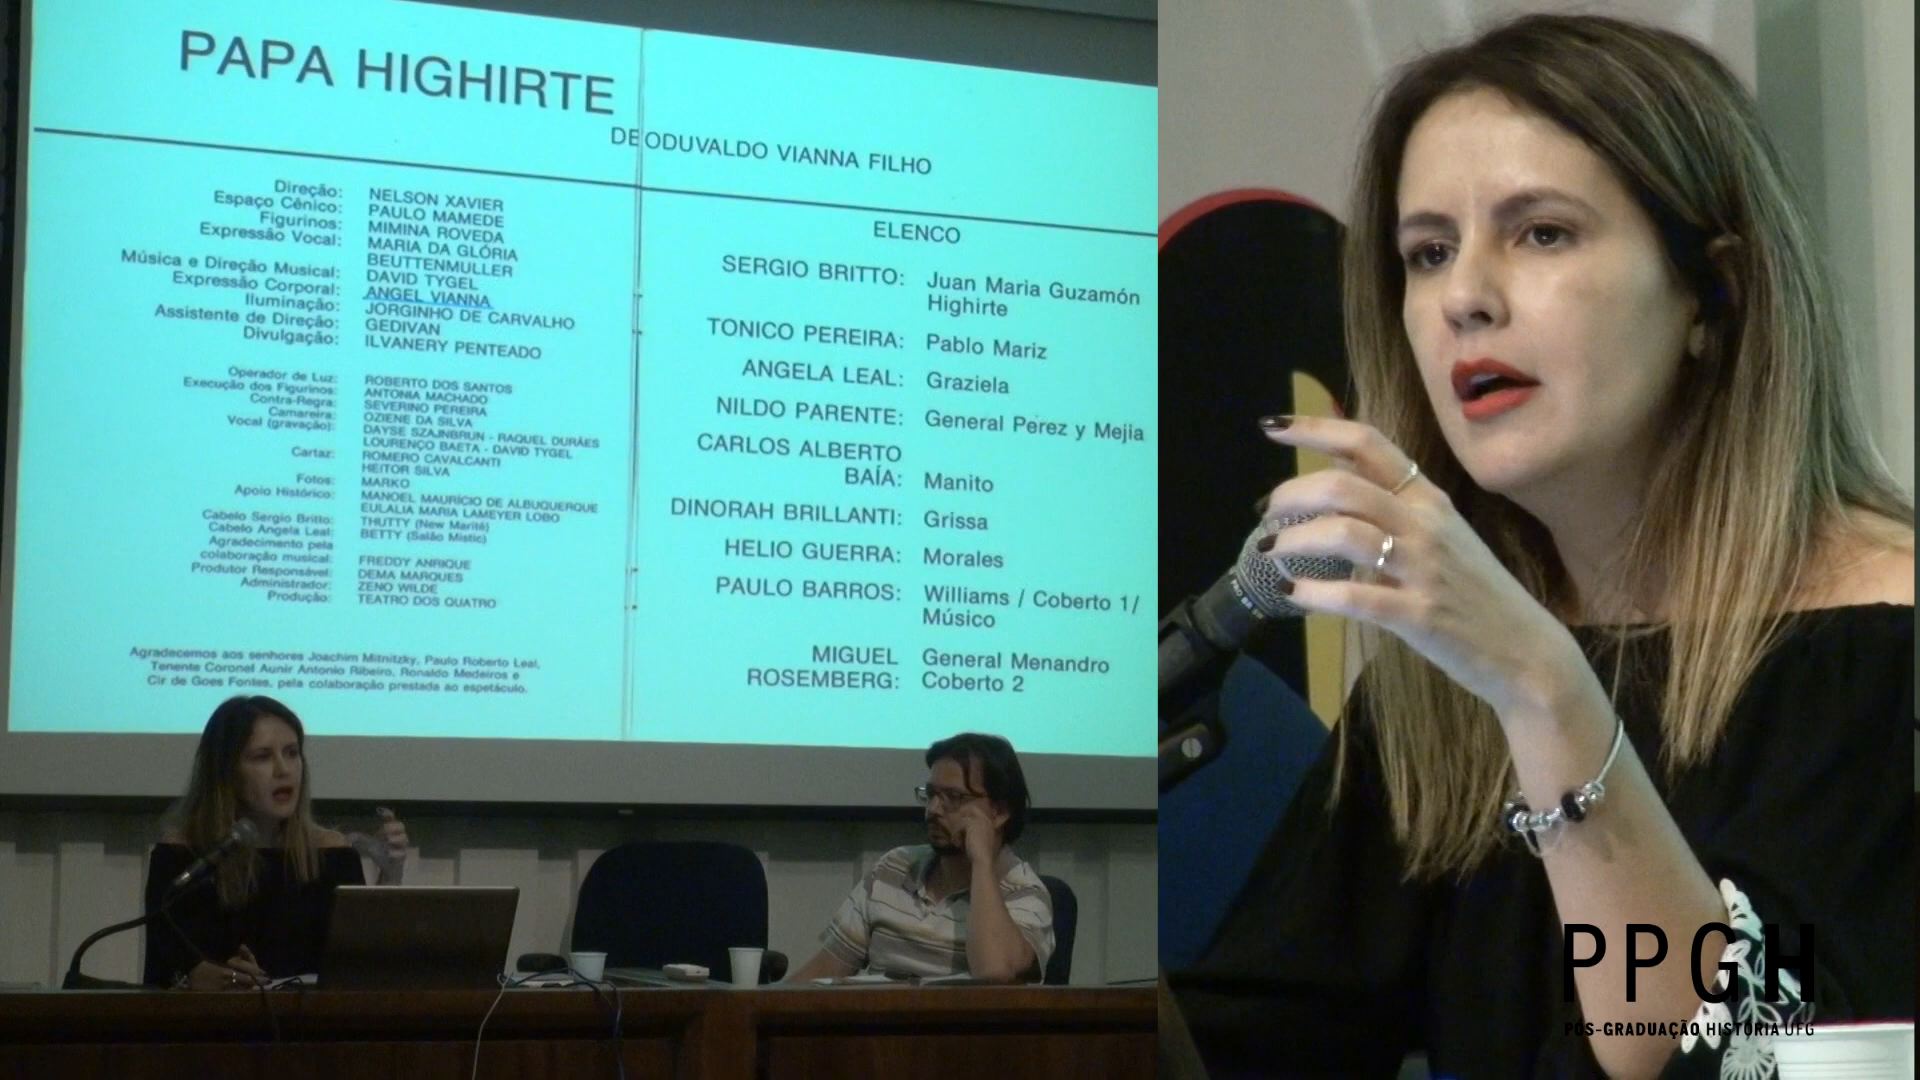 PAPA HIGHIRTE
DE ODUVALDO VIANNA FILHO
Direção: NELSON XAVIER
Espaço Cênico: PAULO MAMEDE
Figurinos: MIMINA ROVEDA
Expressão Vocal: MARIA DA GLÓRIA
BEUTTENMULLER
Música e Direção Musical: DAVID TYGEL
Expressão Corporal: ANGEL VIANNA
Iluminação: JORGINHO DE CARVALHO
Assistente de Direção: GEDIVAN
Divulgação: ILVANERY PENTEADO
Operador de Luz: ROBERTO DOS SANTOS
Execução dos Figurinos: ANTONIA MACHADO
Contra-Regra: SEVERINO PEREIRA
Camareira: OZIENE DA SILVA
Vocal (gravação): DAYSE SZAJNBRUN - RAQUEL DURÃES
LOURENÇO BAETA - DAVID TYGEL
Cartaz: ROMERO CAVALCANTI
HEITOR SILVA
Fotos: MARKO
Apoio Histórico: MANOEL MAURÍCIO DE ALBUQUERQUE
EULALIA MARIA LAMEYER LOBO
Cabelo Sergio Britto: THUTTY (New Marité)
Cabelo Angela Leal: BETTY (Salão Mistic)
Agradecimento pela
colaboração musical: FREDDY ANRIQUE
Produtor Responsável: DEMA MARQUES
Administrador: ZENO WILDE
Produção: TEATRO DOS QUATRO
Agradecemos aos senhores Joachim Mitnitzky, Paulo Roberto Leal,
Tenente Coronel Aunir Antonio Ribeiro, Ronaldo Medeiros e
Cir de Goes Fontes, pela colaboração prestada ao espetáculo.
ELENCO
SERGIO BRITTO: Juan Maria Guzamón
Highirte
TONICO PEREIRA: Pablo Mariz
ANGELA LEAL: Graziela
NILDO PARENTE: General Perez y Mejia
CARLOS ALBERTO
BAÍA: Manito
DINORAH BRILLANTI: Grissa
HELIO GUERRA: Morales
PAULO BARROS: Williams / Coberto 1/
Músico
MIGUEL General Menandro
ROSEMBERG: Coberto 2
PPGH
PÓS-GRADUAÇÃO HISTÓRIA UFG